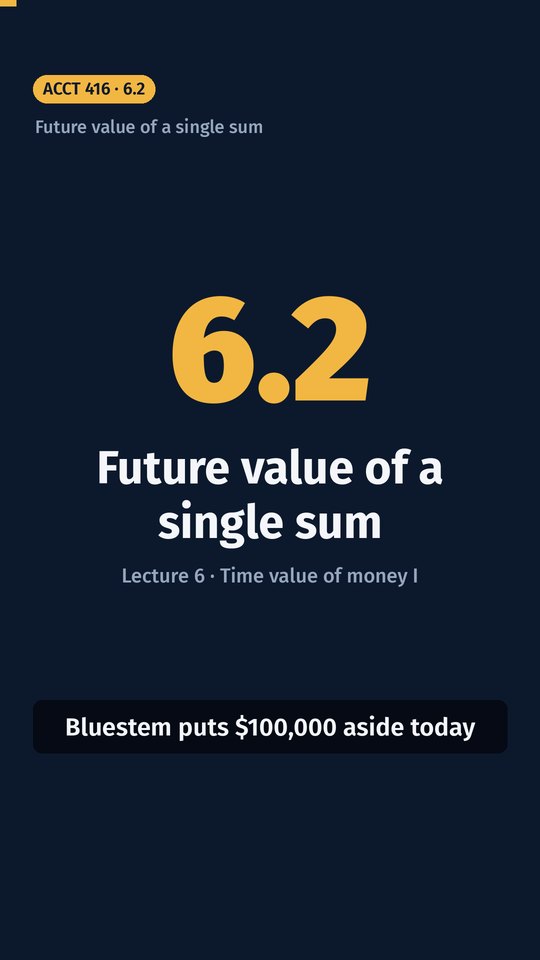 ACCT 416 · 6.2
Future value of a single sum
6.2
Future value of a
single sum
Lecture 6 · Time value of money I
Bluestem puts $100,000 aside today